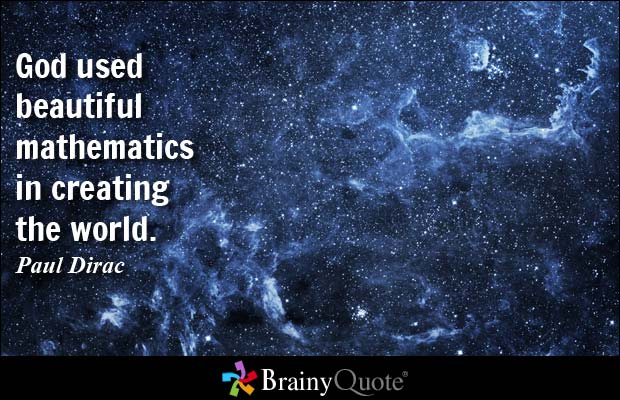 God used
beautiful
mathematics
in creating
the world.
Paul Dirac
BrainyQuote®